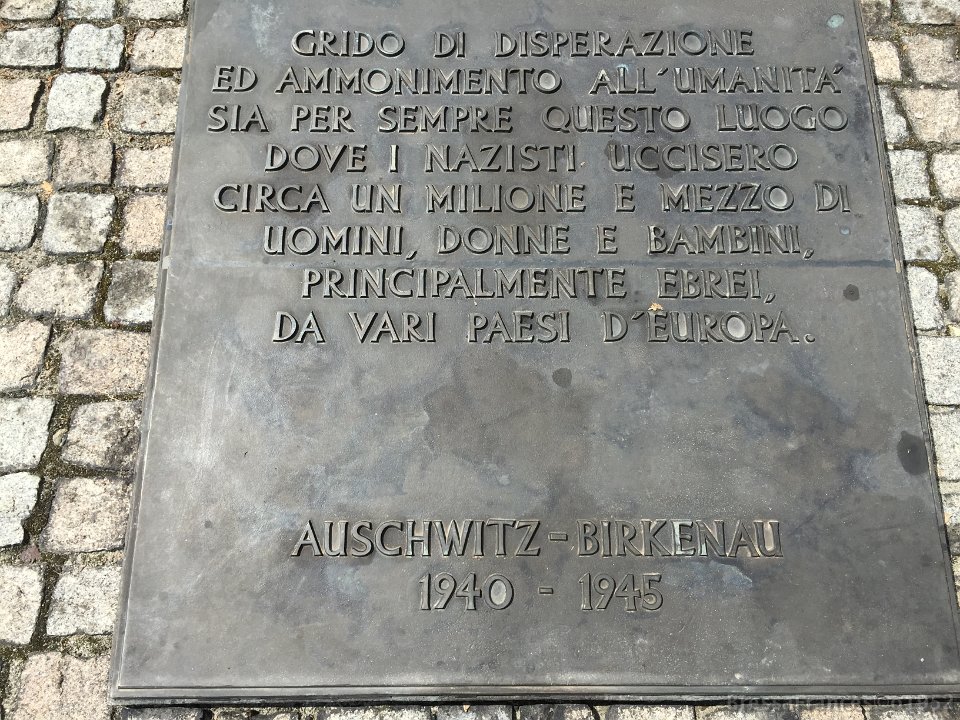 GRIDO DI DISPERAZIONE
ED AMMONIMENTO ALL´UMANITA´
SIA PER SEMPRE QUESTO LUOGO
DOVE I NAZISTI UCCISERO
CIRCA UN MILIONE E MEZZO DI
UOMINI, DONNE E BAMBINI,
PRINCIPALMENTE EBREI,
DA VARI PAESI D´EUROPA.
AUSCHWITZ-BIRKENAU
1940 - 1945